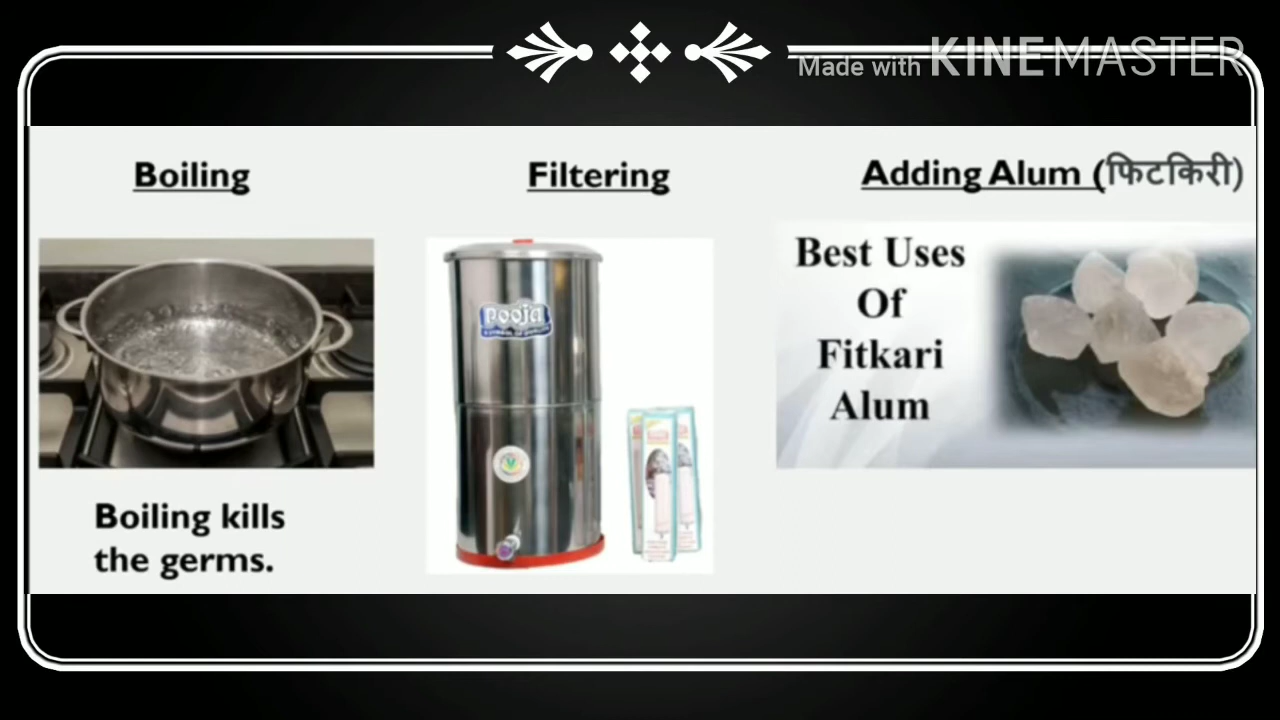 Made with KINEMASTER
Boiling
Filtering
Adding Alum (फिटकिरी)
Best Uses
Of
Fitkari
Alum
pooja
Boiling kills
the germs.